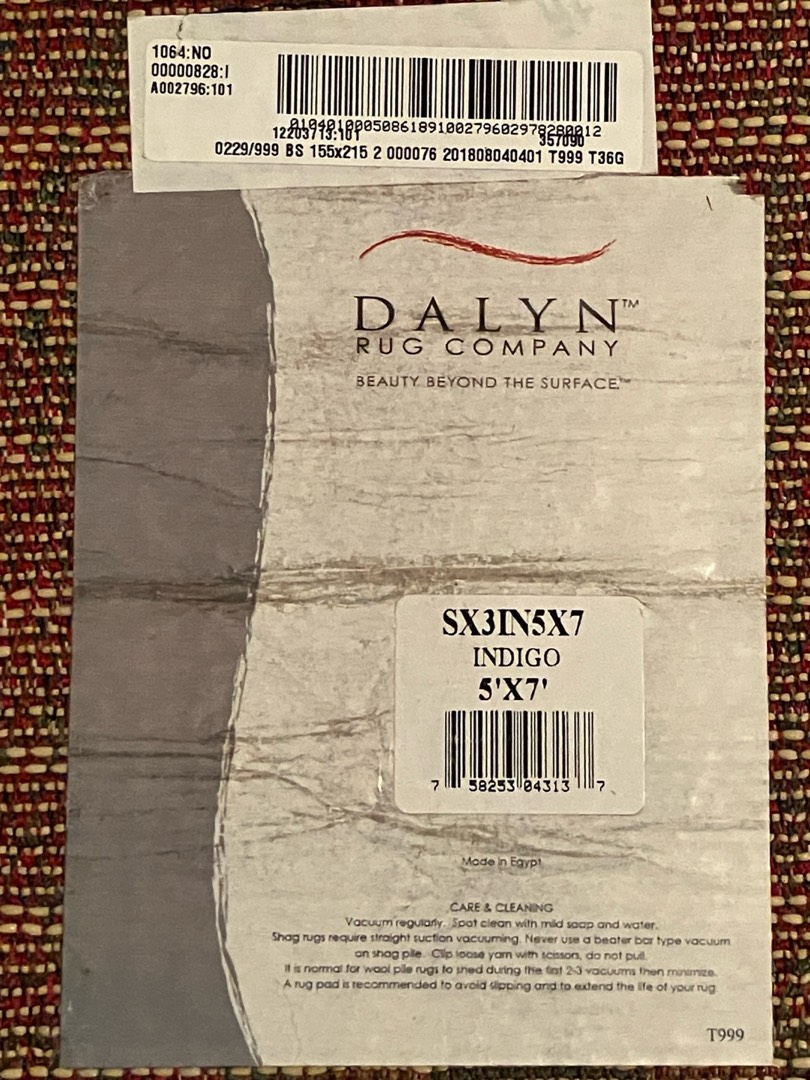 1064:NO
00000828:I
A002796:101
12203713:101
357090
0229/999 BS 155x215 2 000076 201808040401 T999 T36G
DALYN™
RUG COMPANY
BEAUTY BEYOND THE SURFACE™
SX3IN5X7
INDIGO
5'X7'
7 58253 04313 7
Made in Egypt
CARE & CLEANING
Vacuum regularly. Spot clean with mild soap and water.
Shag rugs require straight suction vacuuming. Never use a beater bar type vacuum
on shag pile. Clip loose yarn with scissors, do not pull.
It is normal for wool pile rugs to shed during the first 2-3 vacuums then minimize.
A rug pad is recommended to avoid slipping and to extend the life of your rug.
T999